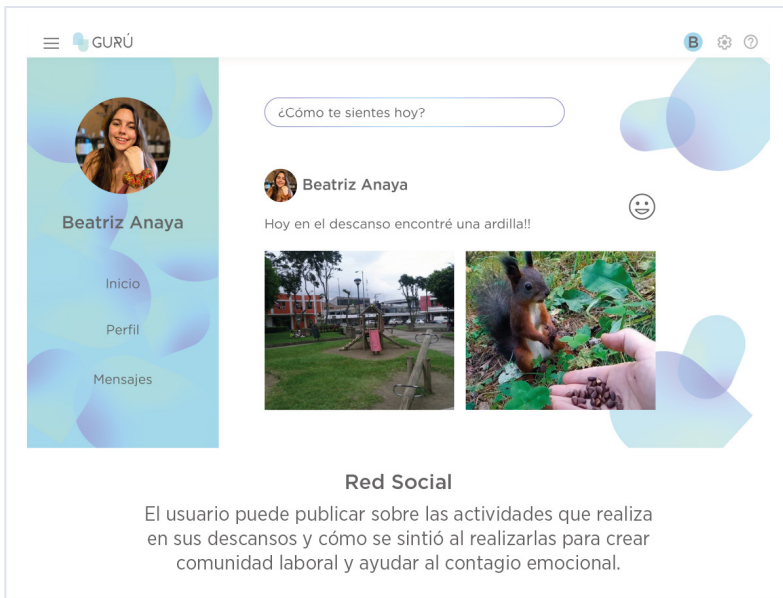 GURÚ
B
?
¿Cómo te sientes hoy?
Beatriz Anaya
Inicio
Perfil
Mensajes
Beatriz Anaya
Hoy en el descanso encontré una ardilla!!
Red Social
El usuario puede publicar sobre las actividades que realiza
en sus descansos y cómo se sintió al realizarlas para crear
comunidad laboral y ayudar al contagio emocional.